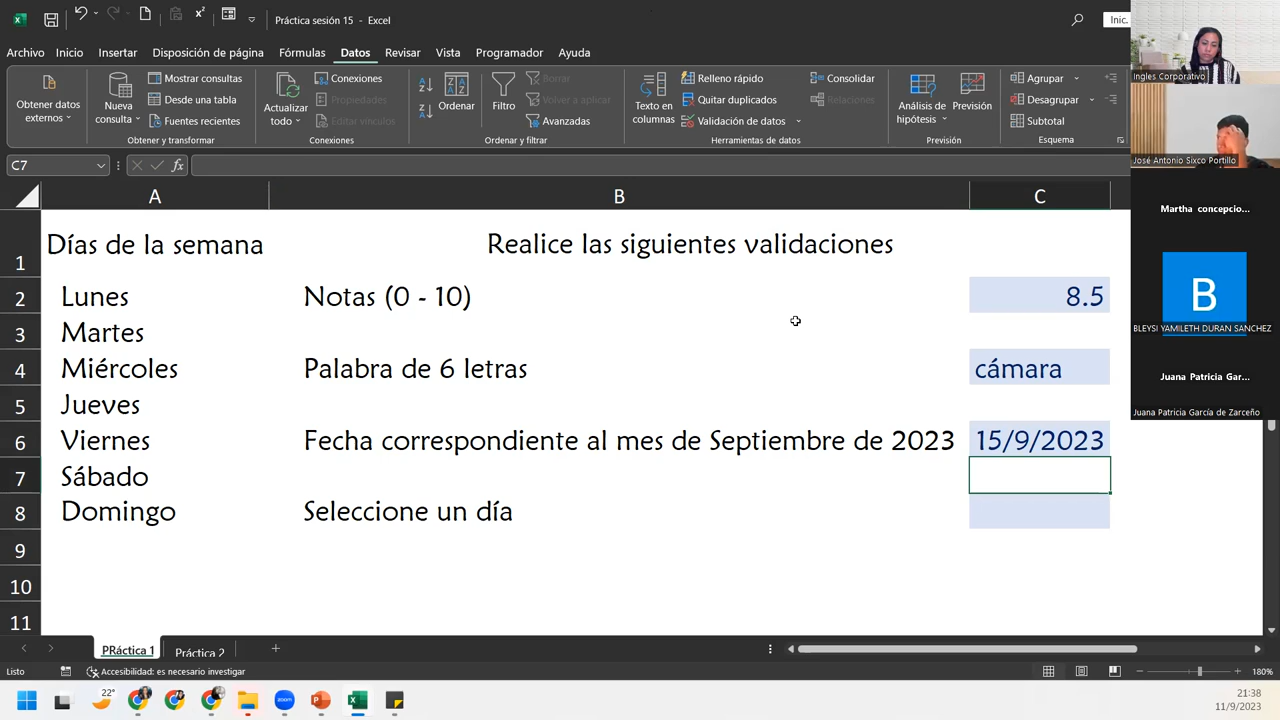 Práctica sesión 15 - Excel
Inic.
Archivo Inicio Insertar Disposición de página Fórmulas Datos Revisar Vista Programador Ayuda
Obtener datos externos
Nueva consulta
Mostrar consultas
Desde una tabla
Fuentes recientes
Obtener y transformar
Actualizar todo
Conexiones
Propiedades
Editar vínculos
Conexiones
Ordenar
Filtro
Volver a aplicar
Avanzadas
Ordenar y filtrar
Texto en columnas
Relleno rápido
Quitar duplicados
Validación de datos
Consolidar
Relaciones
Herramientas de datos
Análisis de hipótesis
Previsión
Previsión
Agrupar
Desagrupar
Subtotal
Esquema
C7
fx
A B C
1 Días de la semana Realice las siguientes validaciones
2 Lunes Notas (0 - 10) 8.5
3 Martes
4 Miércoles Palabra de 6 letras cámara
5 Jueves
6 Viernes Fecha correspondiente al mes de Septiembre de 2023 15/9/2023
7 Sábado
8 Domingo Seleccione un día
9
10
11
Ingles Corporativo
José Antonio Sixco Portillo
Martha concepcio...
B
BLEYSI YAMILETH DURAN SANCHEZ
Juana Patricia Gar...
Juana Patricia García de Zarceño
PRáctica 1 Práctica 2
Listo
Accesibilidad: es necesario investigar
180%
22°
zoom
21:38
11/9/2023